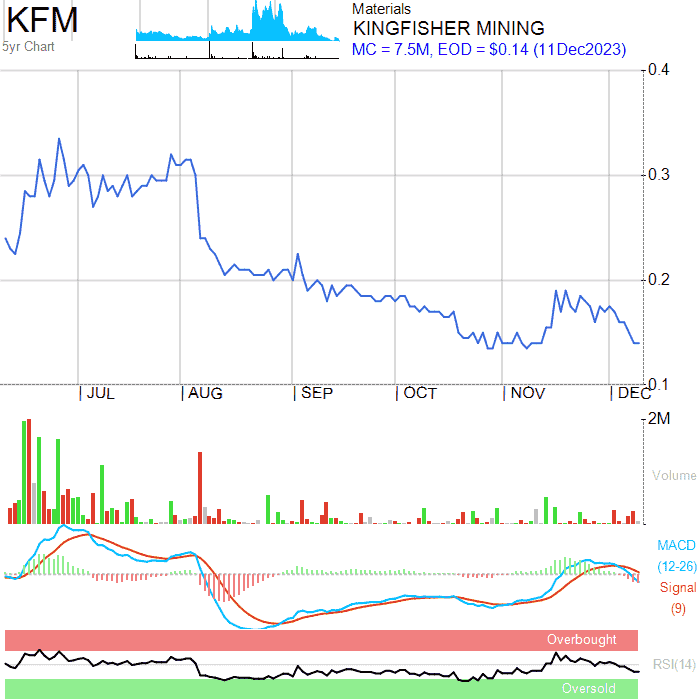 KFM
5yr Chart
Materials
KINGFISHER MINING
MC = 7.5M, EOD = $0.14 (11Dec2023)
0.4
0.3
0.2
0.1
JUL AUG SEP OCT NOV DEC
2M
Volume
MACD
(12-26)
Signal
(9)
Overbought
RSI(14)
Oversold